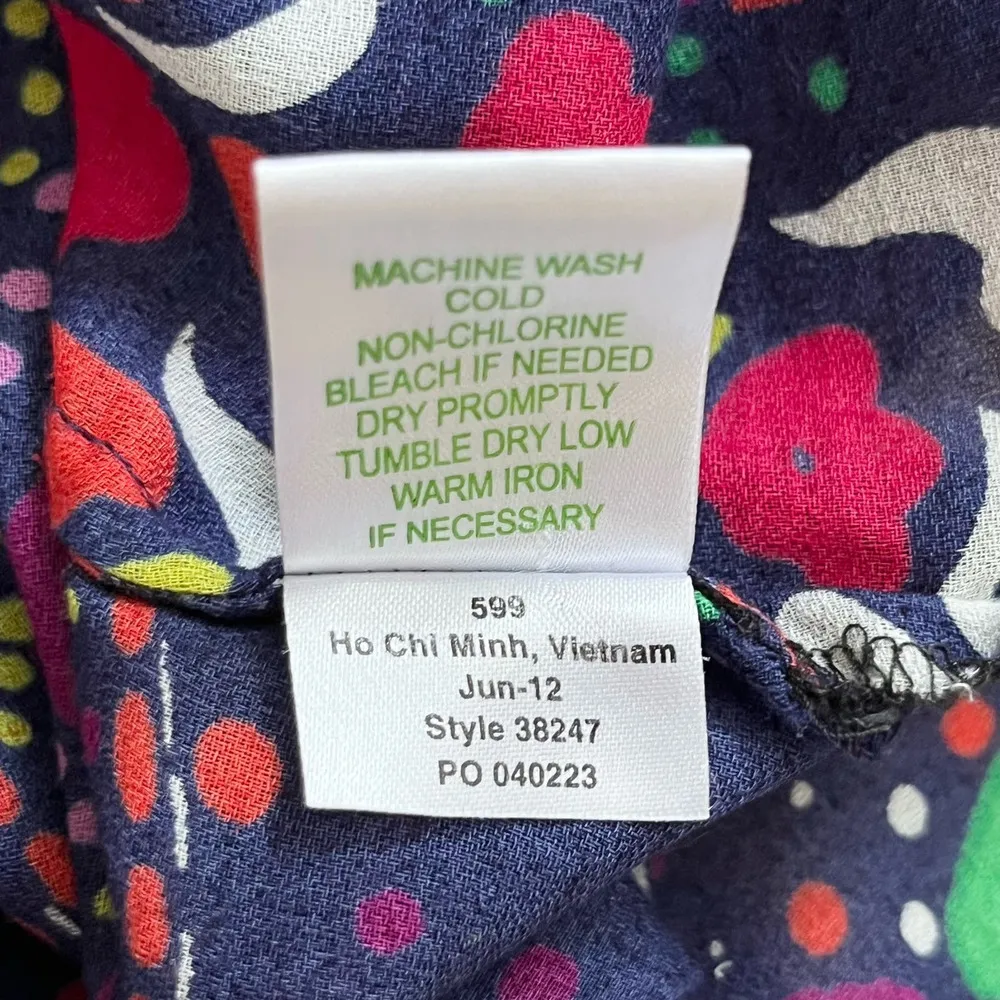 MACHINE WASH
COLD
NON-CHLORINE
BLEACH IF NEEDED
DRY PROMPTLY
TUMBLE DRY LOW
WARM IRON
IF NECESSARY
599
Ho Chi Minh, Vietnam
Jun-12
Style 38247
PO 040223